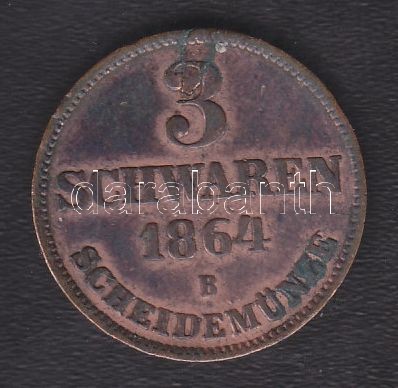 3
SCHWAREN
darabanth
1864
B
SCHEIDEMÜNZE